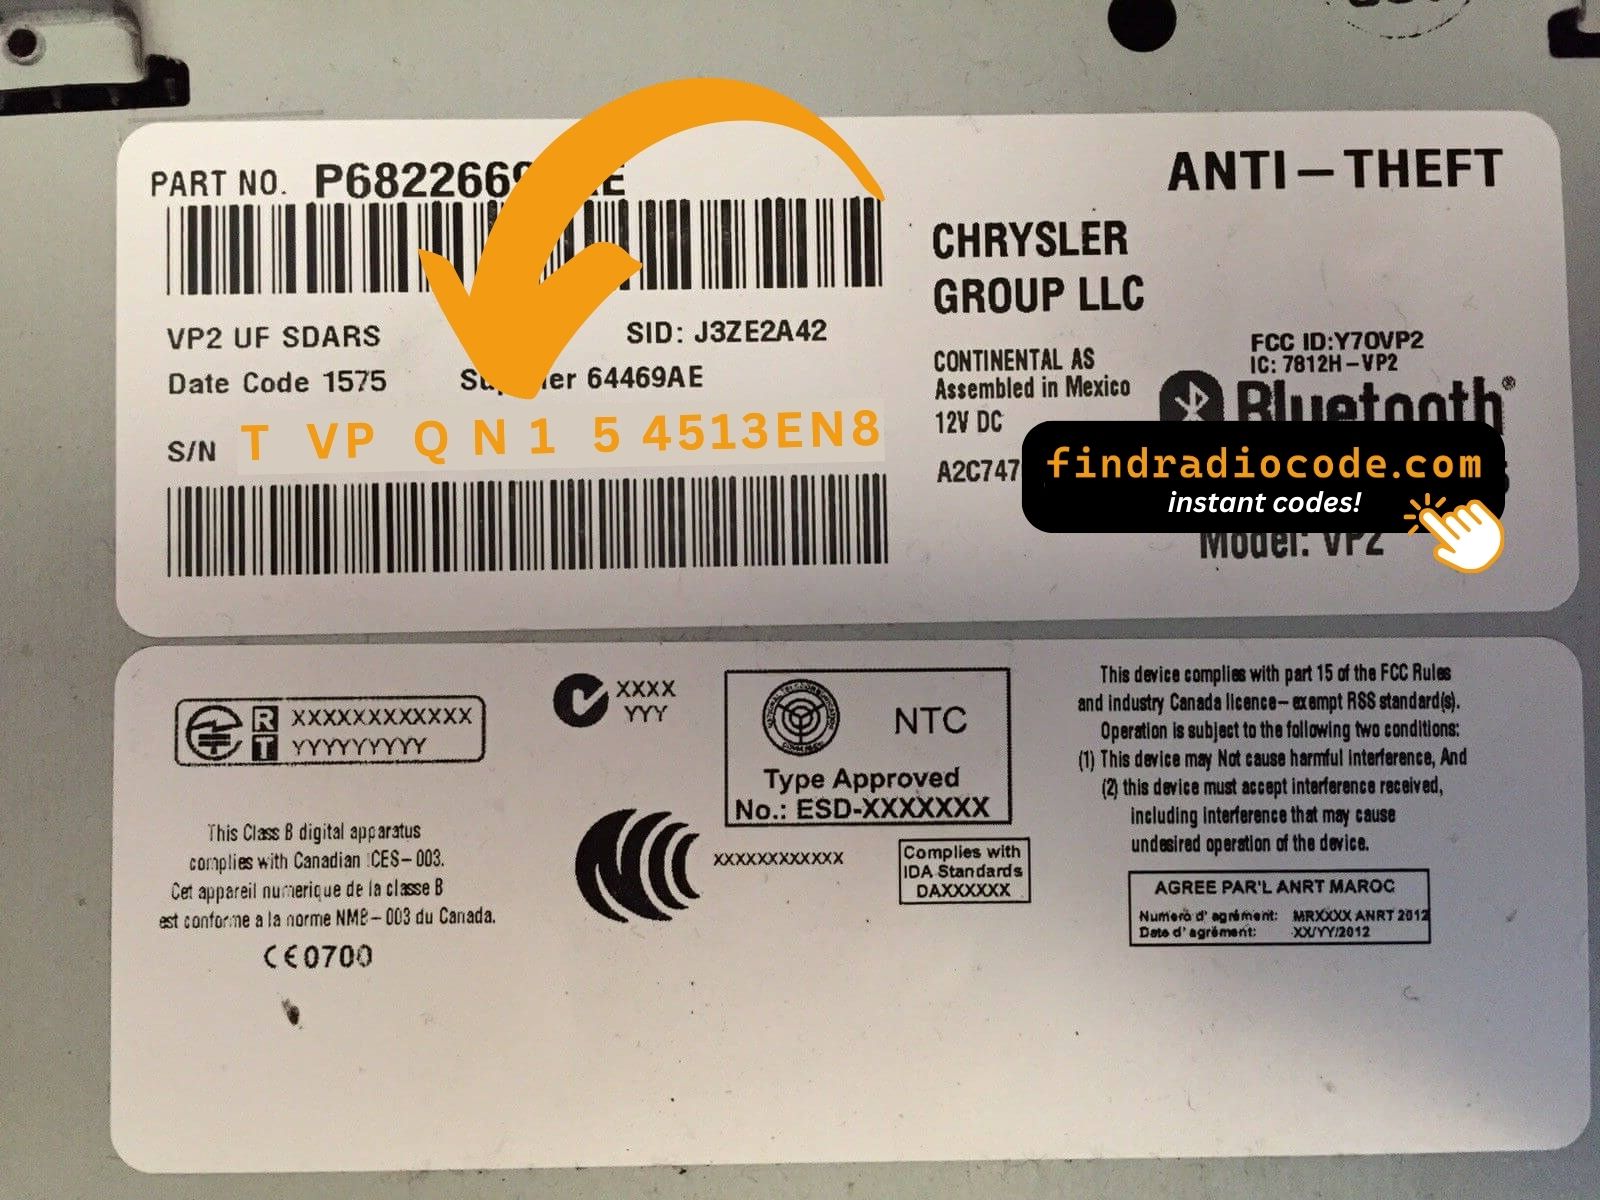 PART NO.
ANTI-THEFT
CHRYSLER
GROUP LLC
VP2 UF SDARS SID: J3ZE2A42
Date Code 1575 64469AE
S/N T VP Q N 1 5 4513EN8
CONTINENTAL AS
Assembled in Mexico
12V DC
A2C747
FCC ID:Y70VP2
IC: 7812H-VP2
Bluetooth®
findradiocode.com
instant codes!
Model: VP2
R XXXXXXXXXXXX
T YYYYYYYYY
XXXX
YYY
NTC
Type Approved
No.: ESD-XXXXXXX
This device complies with part 15 of the FCC Rules
and industry Canada licence-exempt RSS standard(s).
Operation is subject to the following two conditions:
(1) This device may Not cause harmful interference, And
(2) this device must accept interference received,
including interference that may cause
undesired operation of the device.
This Class B digital apparatus
complies with Canadian ICES-003.
Cet appareil numerique de la classe B
est conforme a la norme NMB-003 du Canada.
CE0700
XXXXXXXXXXXX
Complies with
IDA Standards
DAXXXXXX
AGREE PAR'L ANRT MAROC
Numero d'agrément: MRXXXX ANRT 2012
Date d'agrément: XX/YY/2012